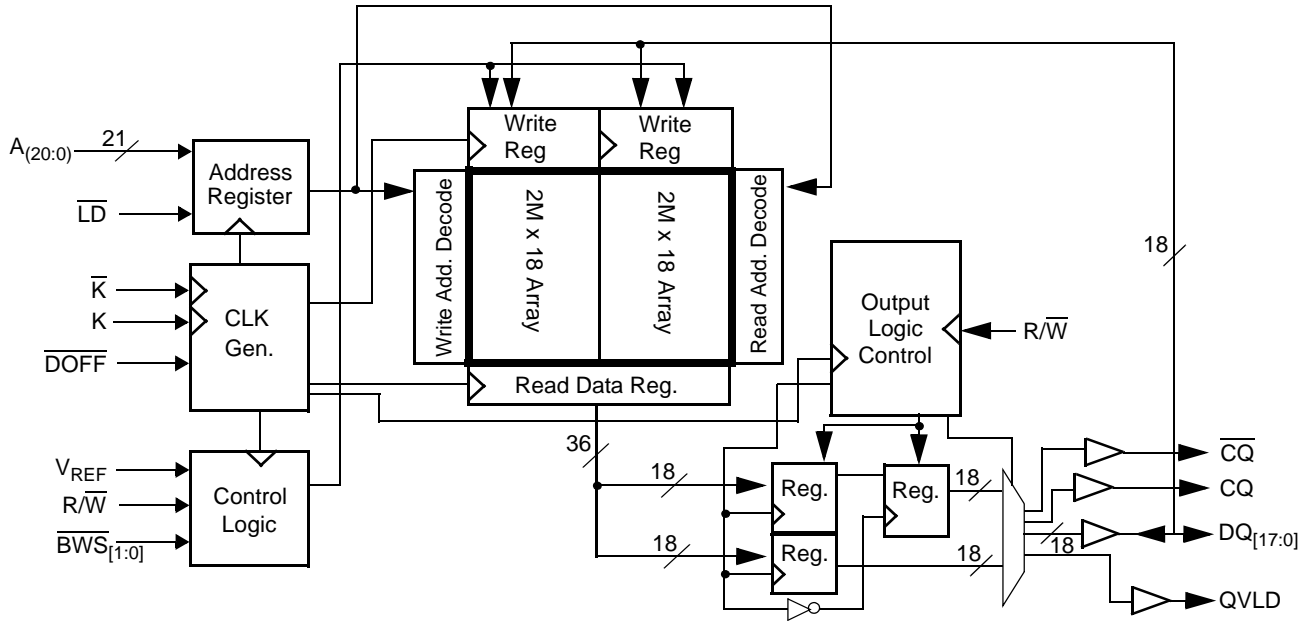 A(20:0)
21
LD
Address
Register
K
K
DOFF
CLK
Gen.
VREF
R/W
BWS[1:0]
Control
Logic
Write
Reg
Write
Reg
Write Add. Decode
2M x 18 Array
2M x 18 Array
Read Add. Decode
Read Data Reg.
36
18
18
Reg.
Reg.
Reg.
Output
Logic
Control
R/W
18
18
18
18
CQ
CQ
DQ[17:0]
QVLD